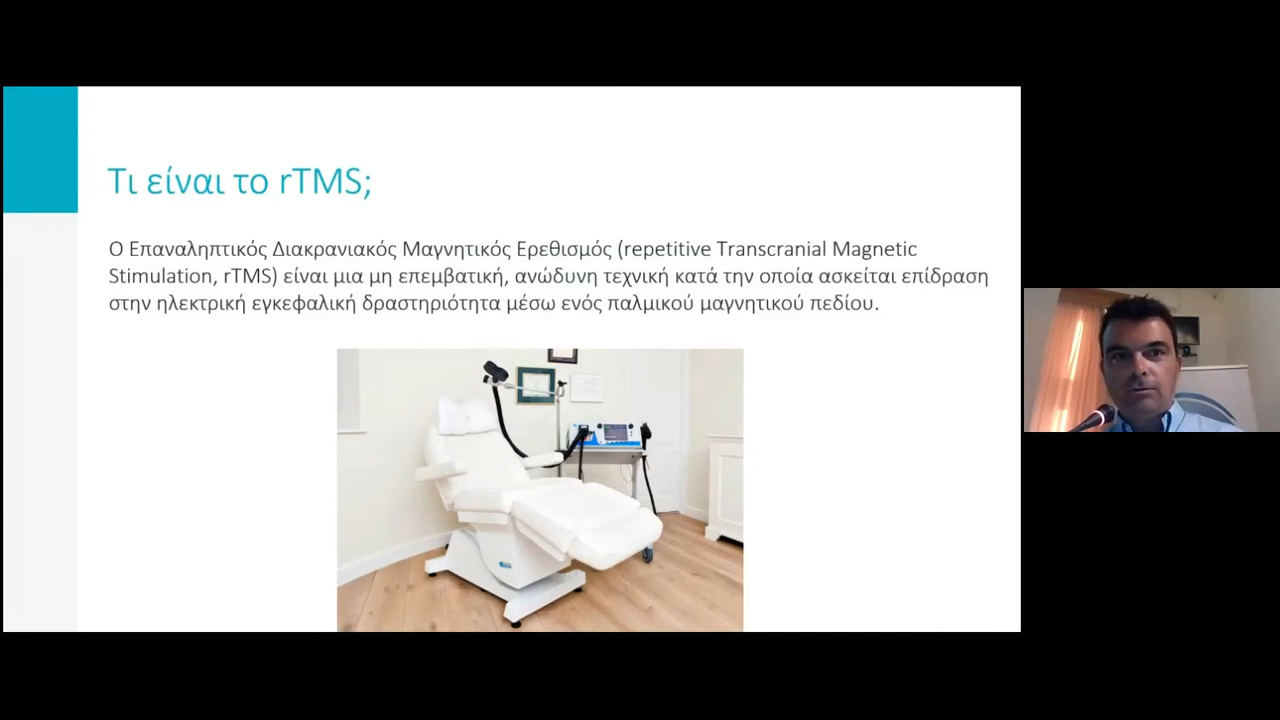 Τι είναι το rTMS;
Ο Επαναληπτικός Διακρανιακός Μαγνητικός Ερεθισμός (repetitive Transcranial Magnetic
Stimulation, rTMS) είναι μια μη επεμβατική, ανώδυνη τεχνική κατά την οποία ασκείται επίδραση
στην ηλεκτρική εγκεφαλική δραστηριότητα μέσω ενός παλμικού μαγνητικού πεδίου.